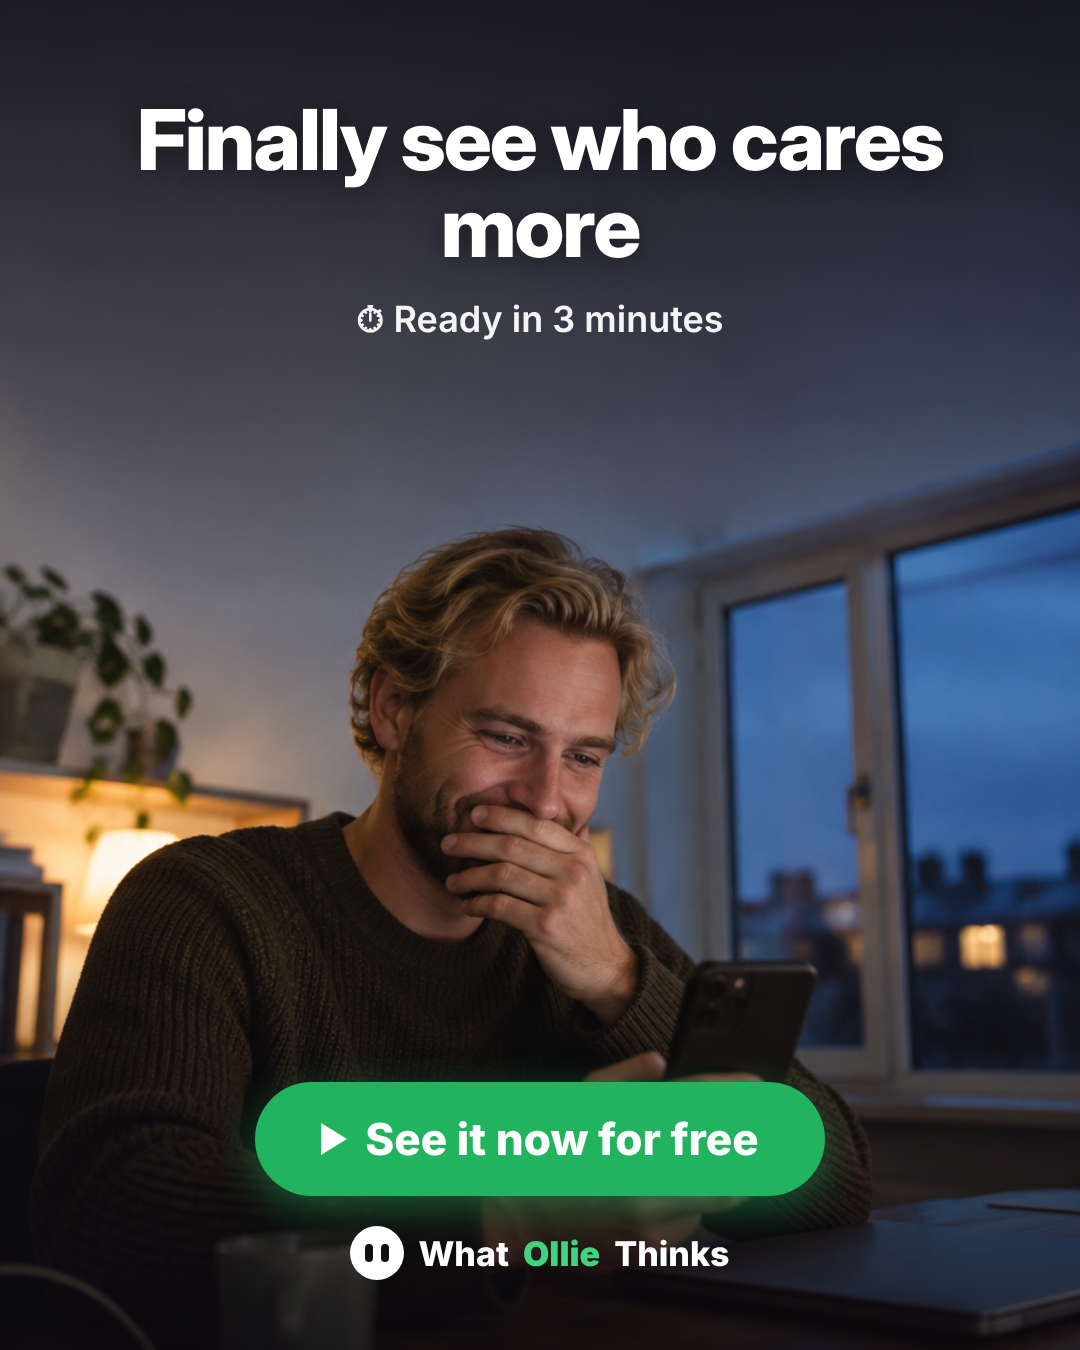 Finally see who cares
more
⏱ Ready in 3 minutes
▶ See it now for free
What Ollie Thinks